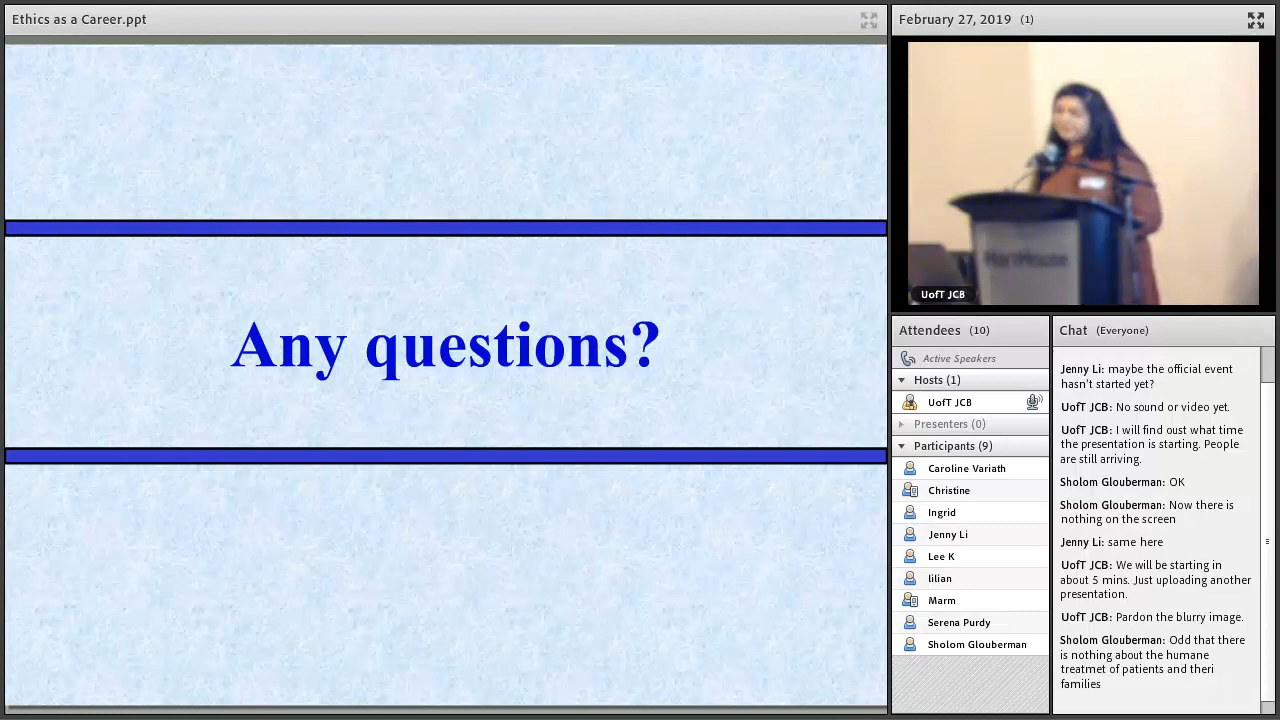 Ethics as a Career.ppt
Any questions?
February 27, 2019 (1)
UofT JCB
Attendees (10)
Active Speakers
Hosts (1)
UofT JCB
Presenters (0)
Participants (9)
Caroline Variath
Christine
Ingrid
Jenny Li
Lee K
lilian
Marm
Serena Purdy
Sholom Glouberman
Chat (Everyone)
Jenny Li: maybe the official event
hasn't started yet?
UofT JCB: No sound or video yet.
UofT JCB: I will find oust what time
the presentation is starting. People
are still arriving.
Sholom Glouberman: OK
Sholom Glouberman: Now there is
nothing on the screen
Jenny Li: same here
UofT JCB: We will be starting in
about 5 mins. Just uploading another
presentation.
UofT JCB: Pardon the blurry image.
Sholom Glouberman: Odd that there
is nothing about the humane
treatmet of patients and theri
families